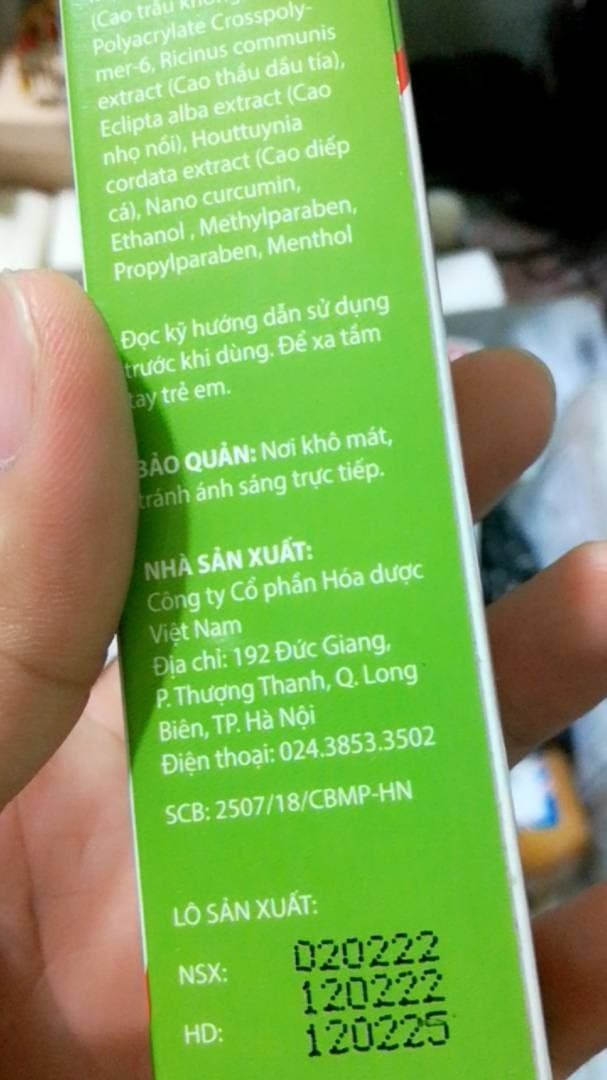 (Cao trầu không
Polyacrylate Crosspoly-
mer-6, Ricinus communis
extract (Cao thầu dầu tía),
Eclipta alba extract (Cao
nhọ nồi), Houttuynia
cordata extract (Cao diếp
cá), Nano curcumin,
Ethanol , Methylparaben,
Propylparaben, Menthol
Đọc kỹ hướng dẫn sử dụng
trước khi dùng. Để xa tầm
tay trẻ em.
BẢO QUẢN: Nơi khô mát,
tránh ánh sáng trực tiếp.
NHÀ SẢN XUẤT:
Công ty Cổ phần Hóa dược
Việt Nam
Địa chỉ: 192 Đức Giang,
P. Thượng Thanh, Q. Long
Biên, TP. Hà Nội
Điện thoại: 024.3853.3502
SCB: 2507/18/CBMP-HN
LÔ SẢN XUẤT:
020222
NSX: 120222
HD: 120225